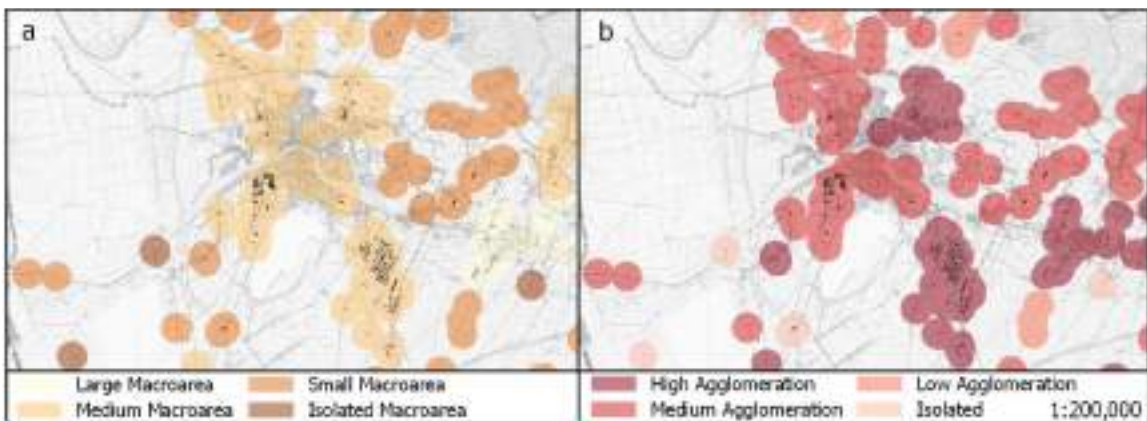 a
b
Large Macroarea
Small Macroarea
Medium Macroarea
Isolated Macroarea
High Agglomeration
Low Agglomeration
Medium Agglomeration
Isolated
1:200,000